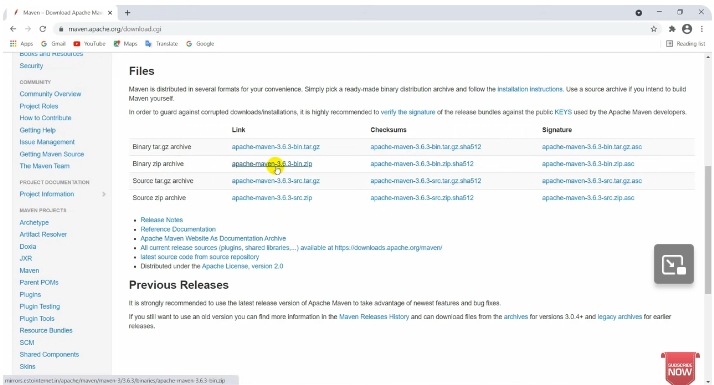 Maven – Download Apache Mav
maven.apache.org/download.cgi
Apps Gmail YouTube Maps Translate Google Reading list
Books and Resources
Security
COMMUNITY
Community Overview
Project Roles
How to Contribute
Getting Help
Issue Management
Getting Maven Source
The Maven Team
PROJECT DOCUMENTATION
Project Information
MAVEN PROJECTS
Archetype
Artifact Resolver
Doxia
JXR
Maven
Parent POMs
Plugins
Plugin Testing
Plugin Tools
Resource Bundles
SCM
Shared Components
Skins
Files
Maven is distributed in several formats for your convenience. Simply pick a ready-made binary distribution archive and follow the installation instructions. Use a source archive if you intend to build
Maven yourself.
In order to guard against corrupted downloads/installations, it is highly recommended to verify the signature of the release bundles against the public KEYS used by the Apache Maven developers.
Link Checksums Signature
Binary tar.gz archive apache-maven-3.6.3-bin.tar.gz apache-maven-3.6.3-bin.tar.gz.sha512 apache-maven-3.6.3-bin.tar.gz.asc
Binary zip archive apache-maven-3.6.3-bin.zip apache-maven-3.6.3-bin.zip.sha512 apache-maven-3.6.3-bin.zip.asc
Source tar.gz archive apache-maven-3.6.3-src.tar.gz apache-maven-3.6.3-src.tar.gz.sha512 apache-maven-3.6.3-src.tar.gz.asc
Source zip archive apache-maven-3.6.3-src.zip apache-maven-3.6.3-src.zip.sha512 apache-maven-3.6.3-src.zip.asc
Release Notes
Reference Documentation
Apache Maven Website As Documentation Archive
All current release sources (plugins, shared libraries,...) available at https://downloads.apache.org/maven/
latest source code from source repository
Distributed under the Apache License, version 2.0
Previous Releases
It is strongly recommended to use the latest release version of Apache Maven to take advantage of newest features and bug fixes.
If you still want to use an old version you can find more information in the Maven Releases History and can download files from the archives for versions 3.0.4+ and legacy archives for earlier
releases.
SUBSCRIBE
NOW
mirrors.estointernet.in/apache/maven/maven-3/3.6.3/binaries/apache-maven-3.6.3-bin.zip